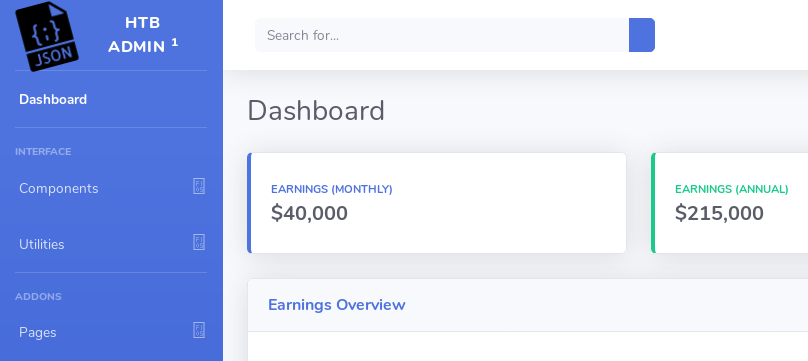 {;}
JSON
HTB
ADMIN 1
Search for...
Dashboard
INTERFACE
Components
Utilities
ADDONS
Pages
Dashboard
EARNINGS (MONTHLY)
$40,000
EARNINGS (ANNUAL)
$215,000
Earnings Overview